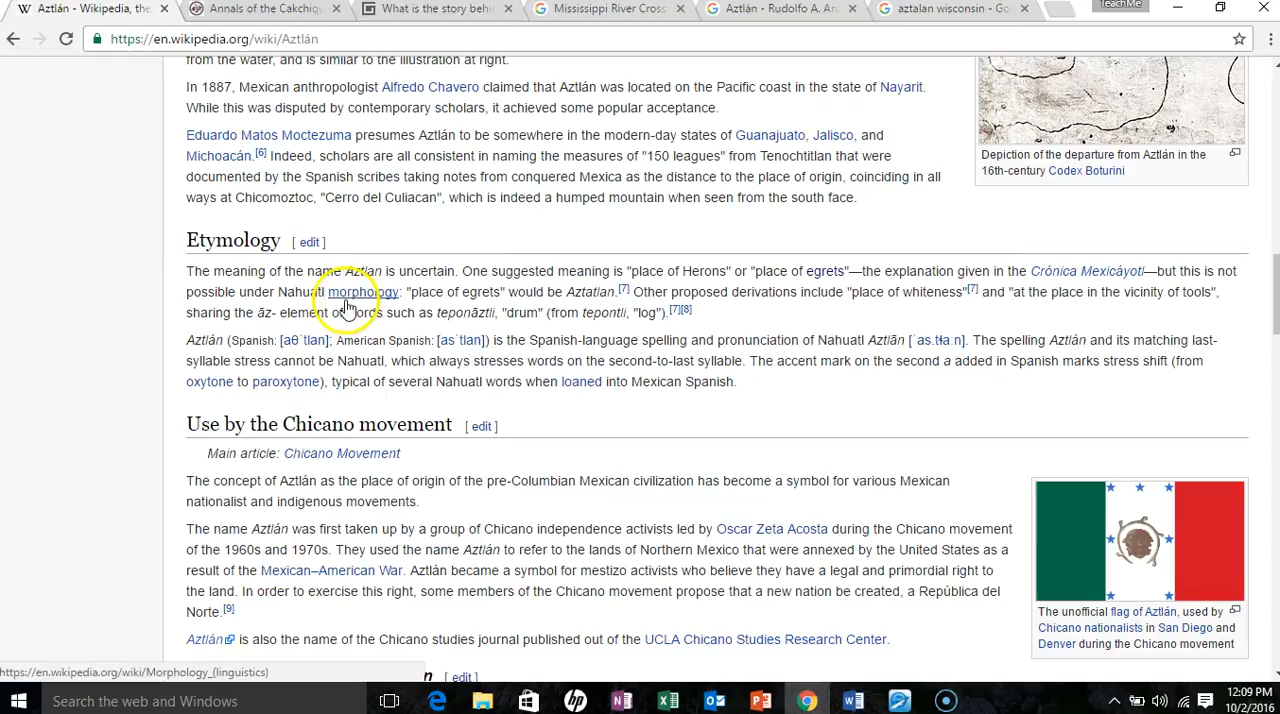 Aztlán - Wikipedia, the
Annals of the Cakchiqu
What is the story behi
Mississippi River Cross
Aztlán - Rudolfo A. An
aztalan wisconsin - Go
TeachMe
https://en.wikipedia.org/wiki/Aztlán
from the water, and is similar to the illustration at right.
In 1887, Mexican anthropologist Alfredo Chavero claimed that Aztlán was located on the Pacific coast in the state of Nayarit.
While this was disputed by contemporary scholars, it achieved some popular acceptance.
Eduardo Matos Moctezuma presumes Aztlán to be somewhere in the modern-day states of Guanajuato, Jalisco, and
Michoacán.[6] Indeed, scholars are all consistent in naming the measures of "150 leagues" from Tenochtitlan that were
documented by the Spanish scribes taking notes from conquered Mexica as the distance to the place of origin, coinciding in all
ways at Chicomoztoc, "Cerro del Culiacan", which is indeed a humped mountain when seen from the south face.
Depiction of the departure from Aztlán in the
16th-century Codex Boturini
Etymology [ edit ]
The meaning of the name Aztlan is uncertain. One suggested meaning is "place of Herons" or "place of egrets"—the explanation given in the Crónica Mexicáyotl—but this is not
possible under Nahuatl morphology: "place of egrets" would be Aztatlan.[7] Other proposed derivations include "place of whiteness"[7] and "at the place in the vicinity of tools",
sharing the āz- element of words such as teponāztli, "drum" (from tepontli, "log").[7][8]
Aztlán (Spanish: [aθˈtlan]; American Spanish: [asˈtlan]) is the Spanish-language spelling and pronunciation of Nahuatl Aztlān [ˈas.tɬaːn]. The spelling Aztlán and its matching last-
syllable stress cannot be Nahuatl, which always stresses words on the second-to-last syllable. The accent mark on the second a added in Spanish marks stress shift (from
oxytone to paroxytone), typical of several Nahuatl words when loaned into Mexican Spanish.
Use by the Chicano movement [ edit ]
Main article: Chicano Movement
The concept of Aztlán as the place of origin of the pre-Columbian Mexican civilization has become a symbol for various Mexican
nationalist and indigenous movements.
The name Aztlán was first taken up by a group of Chicano independence activists led by Oscar Zeta Acosta during the Chicano movement
of the 1960s and 1970s. They used the name Aztlán to refer to the lands of Northern Mexico that were annexed by the United States as a
result of the Mexican–American War. Aztlán became a symbol for mestizo activists who believe they have a legal and primordial right to
the land. In order to exercise this right, some members of the Chicano movement propose that a new nation be created, a República del
Norte.[9]
Aztlán is also the name of the Chicano studies journal published out of the UCLA Chicano Studies Research Center.
The unofficial flag of Aztlán, used by
Chicano nationalists in San Diego and
Denver during the Chicano movement
[ edit ]
https://en.wikipedia.org/wiki/Morphology_(linguistics)
Search the web and Windows
12:09 PM
10/2/2016